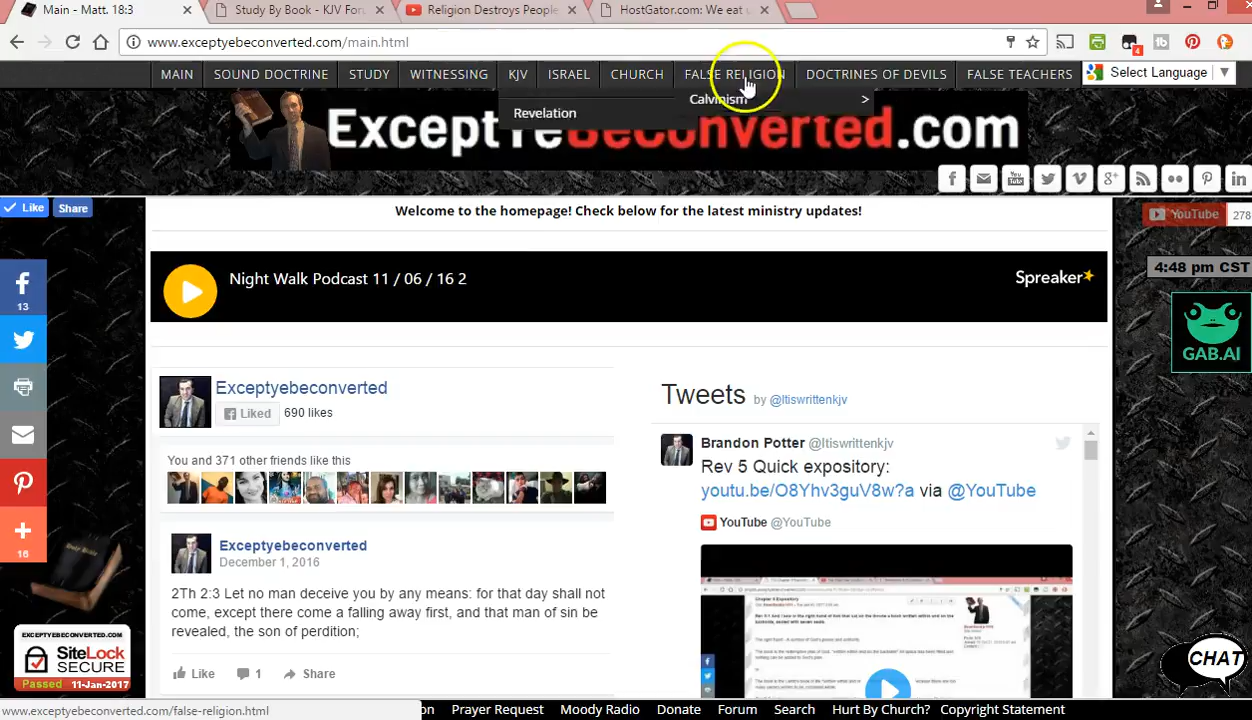 Main - Matt. 18:3
Study By Book - KJV Foru
Religion Destroys People
HostGator.com: We eat u
www.exceptyebeconverted.com/main.html
4
MAIN
SOUND DOCTRINE
STUDY
WITNESSING
KJV
ISRAEL
CHURCH
FALSE RELIGION
DOCTRINES OF DEVILS
FALSE TEACHERS
Select Language
Calvinism
Revelation
ExceptYeBeConverted.com
Like
Share
Welcome to the homepage! Check below for the latest ministry updates!
YouTube
278
Night Walk Podcast 11 / 06 / 16 2
Spreaker
4:48 pm CST
13
GAB.AI
Exceptyebeconverted
Liked
690 likes
Tweets by @Itiswrittenkjv
Brandon Potter @Itiswrittenkjv
Rev 5 Quick expository:
youtu.be/O8Yhv3guV8w?a via @YouTube
YouTube @YouTube
You and 371 other friends like this
16
Exceptyebeconverted
December 1, 2016
2Th 2:3 Let no man deceive you by any means: for that day shall not
come, except there come a falling away first, and that man of sin be
revealed, the son of perdition;
Like
1
Share
EXCEPTYEBECONVERTED.COM
SiteLock
SECURE
Passed 11-Jan-2017
CHAT
www.exceptyebeconverted.com/false-religion.html
on
Prayer Request
Moody Radio
Donate
Forum
Search
Hurt By Church?
Copyright Statement